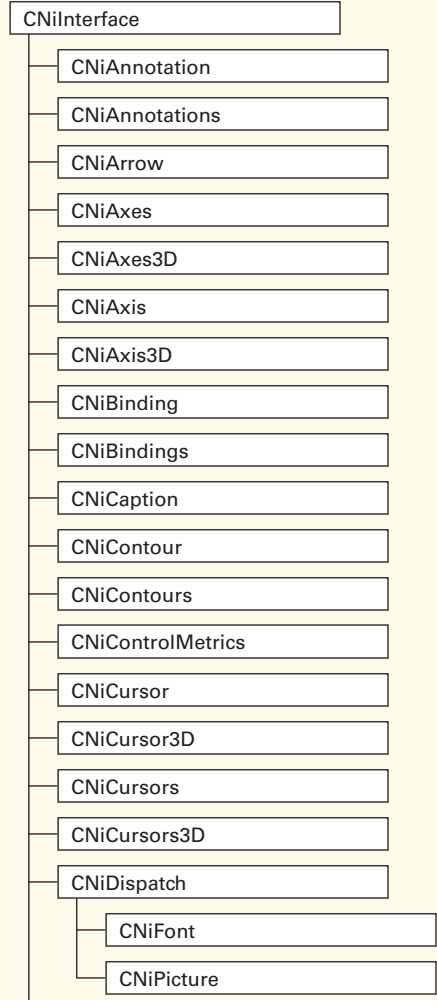 CNiInterface
CNiAnnotation
CNiAnnotations
CNiArrow
CNiAxes
CNiAxes3D
CNiAxis
CNiAxis3D
CNiBinding
CNiBindings
CNiCaption
CNiContour
CNiContours
CNiControlMetrics
CNiCursor
CNiCursor3D
CNiCursors
CNiCursors3D
CNiDispatch
CNiFont
CNiPicture